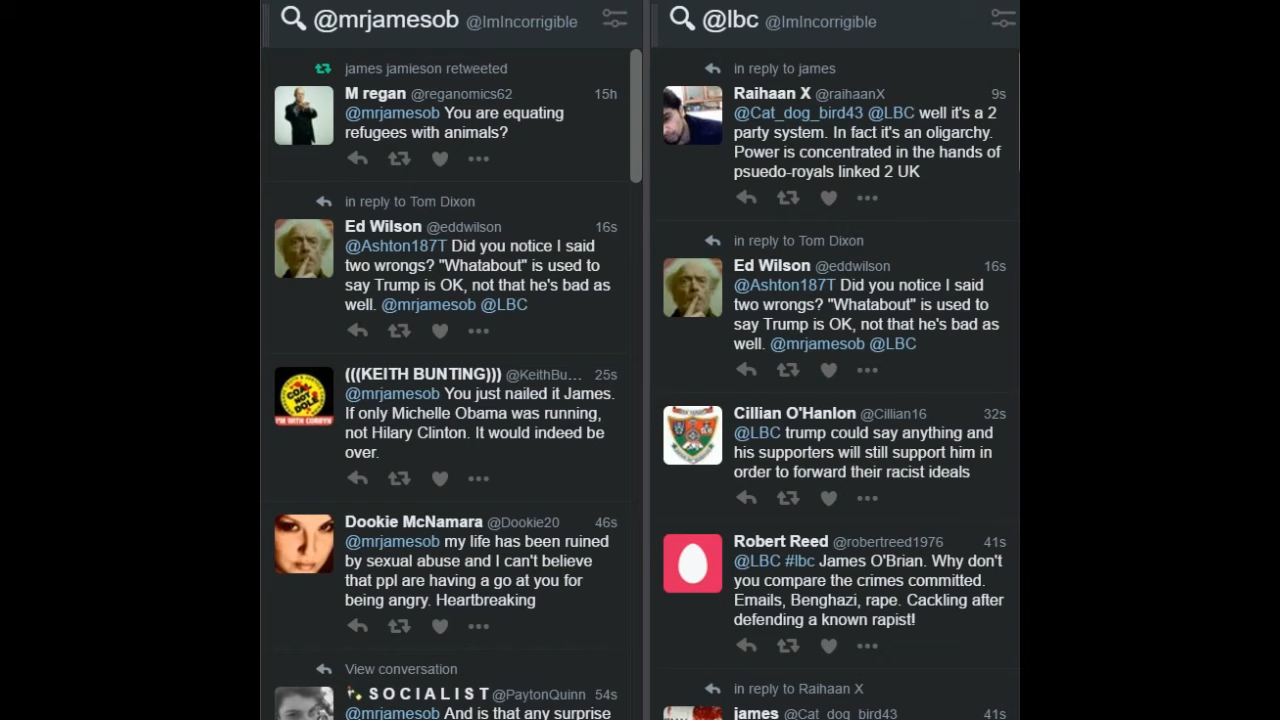 @mrjamesob @ImIncorrigible
james jamieson retweeted
M regan @reganomics62 15h
@mrjamesob You are equating
refugees with animals?
in reply to Tom Dixon
Ed Wilson @eddwilson 16s
@Ashton187T Did you notice I said
two wrongs? "Whatabout" is used to
say Trump is OK, not that he's bad as
well. @mrjamesob @LBC
(((KEITH BUNTING))) @KeithBu... 25s
@mrjamesob You just nailed it James.
If only Michelle Obama was running,
not Hilary Clinton. It would indeed be
over.
COAL
NOT
DOLE
I'M WITH CORBYN
Dookie McNamara @Dookie20 46s
@mrjamesob my life has been ruined
by sexual abuse and I can't believe
that ppl are having a go at you for
being angry. Heartbreaking
View conversation
S O C I A L I S T @PaytonQuinn 54s
@mrjamesob And is that any surprise
@lbc @ImIncorrigible
in reply to james
Raihaan X @raihaanX 9s
@Cat_dog_bird43 @LBC well it's a 2
party system. In fact it's an oligarchy.
Power is concentrated in the hands of
psuedo-royals linked 2 UK
in reply to Tom Dixon
Ed Wilson @eddwilson 16s
@Ashton187T Did you notice I said
two wrongs? "Whatabout" is used to
say Trump is OK, not that he's bad as
well. @mrjamesob @LBC
Cillian O'Hanlon @Cillian16 32s
@LBC trump could say anything and
his supporters will still support him in
order to forward their racist ideals
Robert Reed @robertreed1976 41s
@LBC #lbc James O'Brian. Why don't
you compare the crimes committed.
Emails, Benghazi, rape. Cackling after
defending a known rapist!
in reply to Raihaan X
james @Cat_dog_bird43 41s